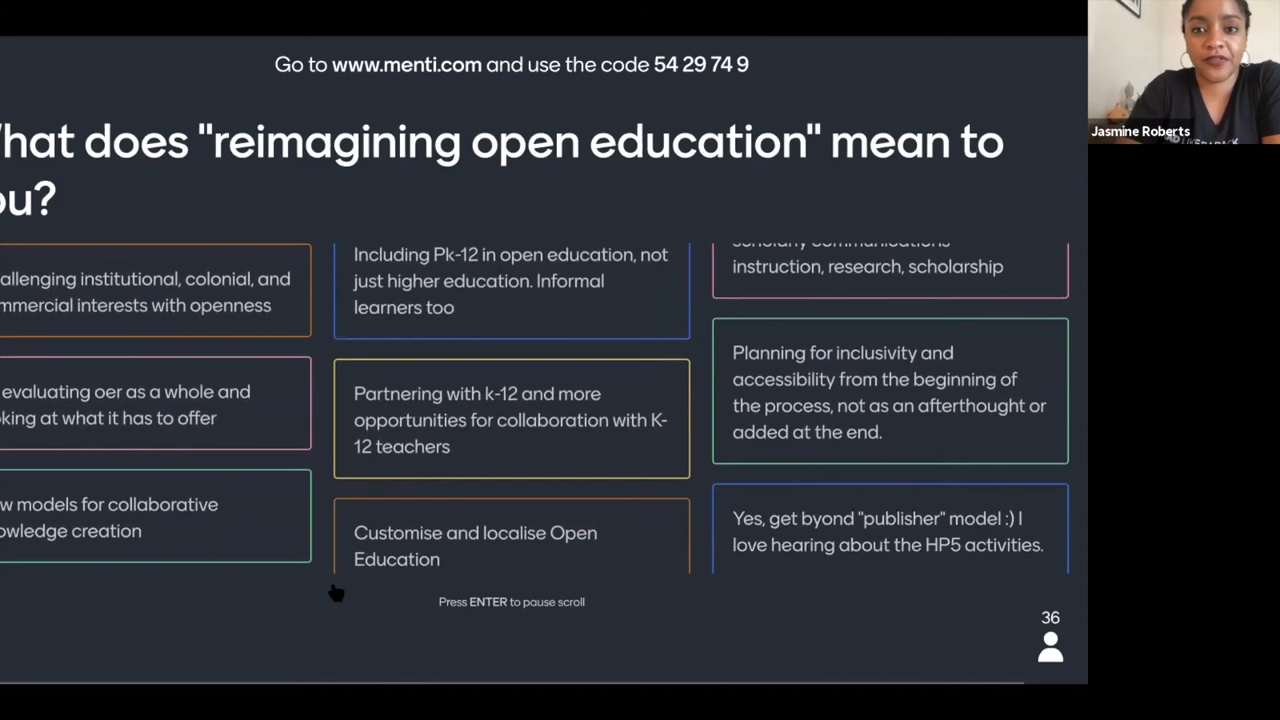 Go to www.menti.com and use the code 54 29 74 9
hat does "reimagining open education" mean to
ou?
allenging institutional, colonial, and
mmercial interests with openness
evaluating oer as a whole and
king at what it has to offer
w models for collaborative
owledge creation
Including Pk-12 in open education, not
just higher education. Informal
learners too
Partnering with k-12 and more
opportunities for collaboration with K-
12 teachers
Customise and localise Open
Education
scholarly communications
instruction, research, scholarship
Planning for inclusivity and
accessibility from the beginning of
the process, not as an afterthought or
added at the end.
Yes, get byond "publisher" model :) I
love hearing about the HP5 activities.
Press ENTER to pause scroll
36
Jasmine Roberts